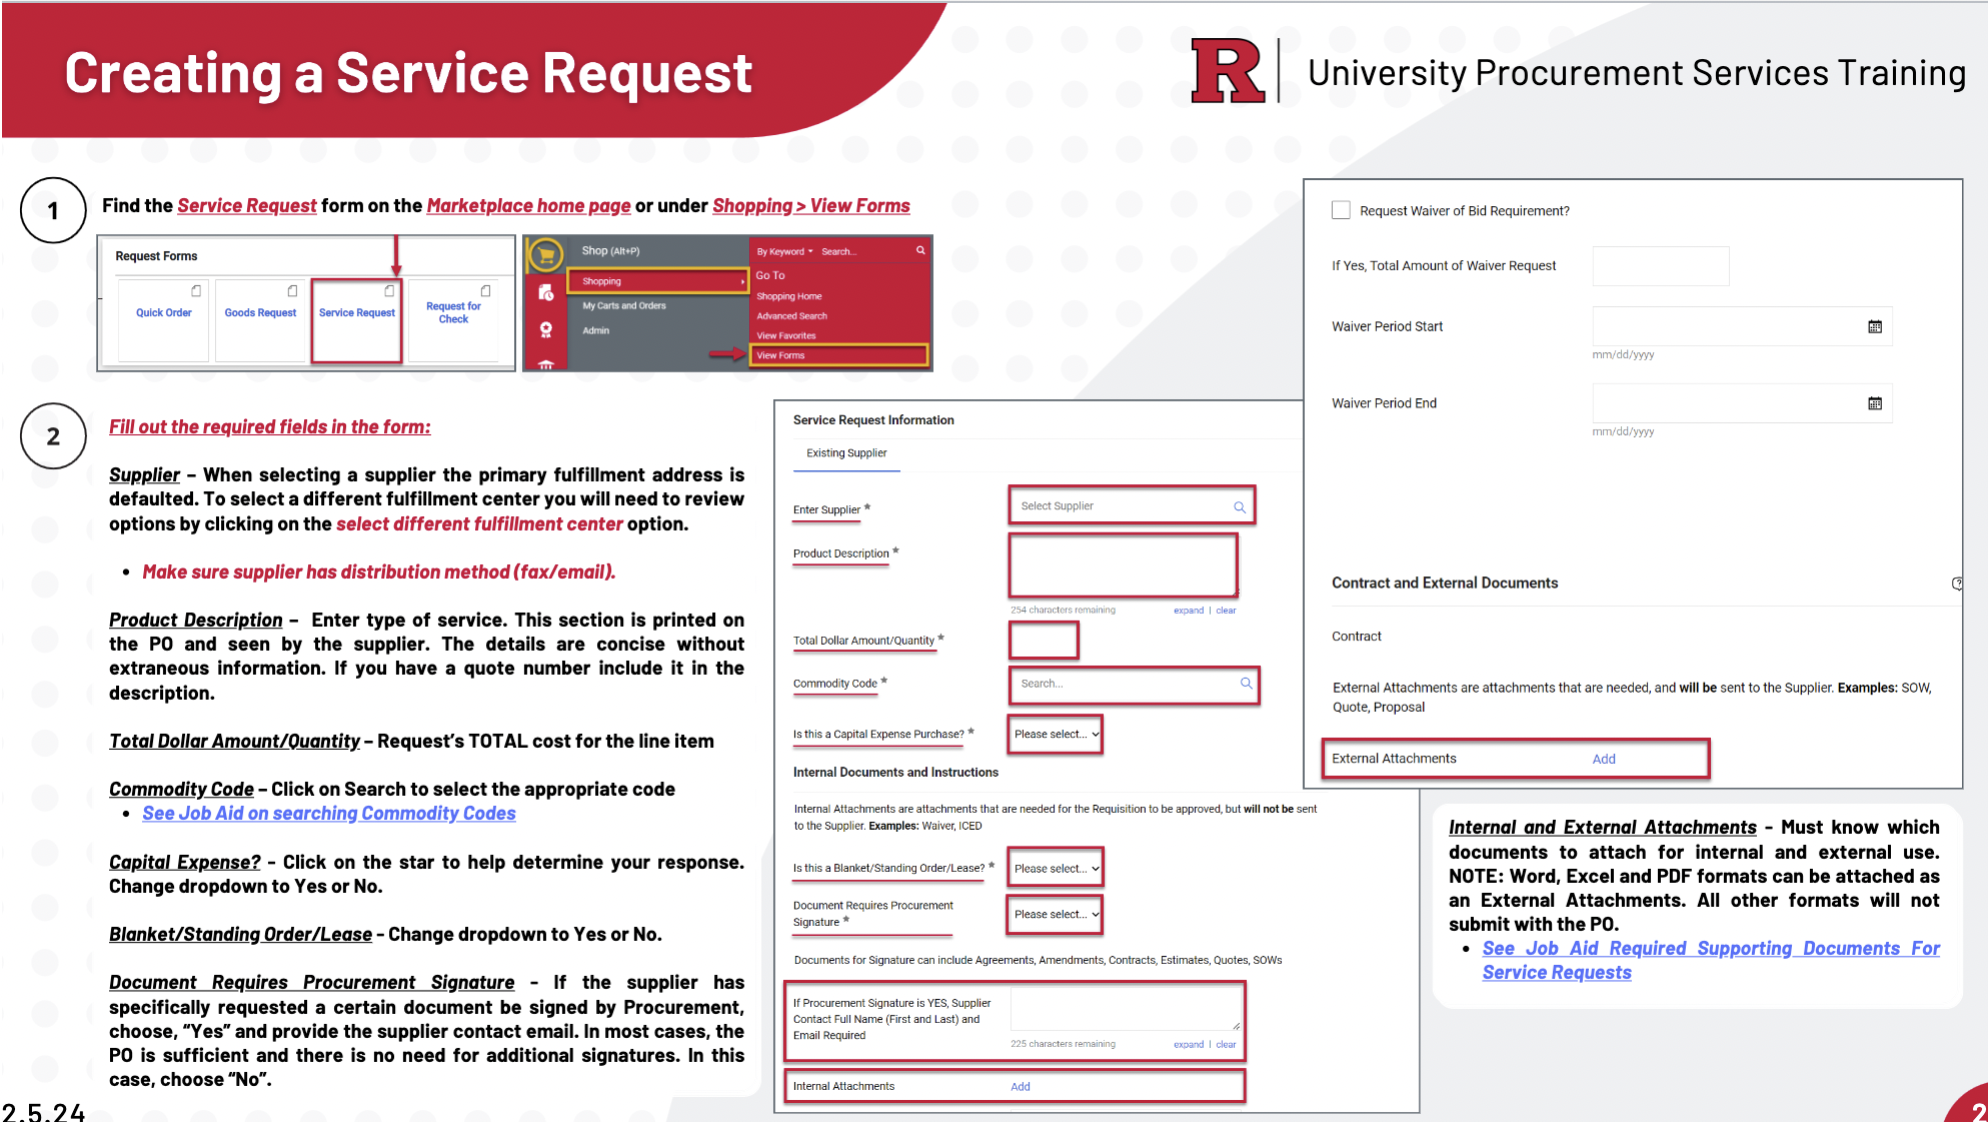 Creating a Service Request
R
University Procurement Services Training
1
Find the Service Request form on the Marketplace home page or under Shopping > View Forms
Request Forms
Quick Order
Goods Request
Service Request
Request for
Check
Shop (Alt+P)
Shopping
My Carts and Orders
Admin
By Keyword
Search...
Go To
Shopping Home
Advanced Search
View Favorites
View Forms
2
Fill out the required fields in the form:
Supplier – When selecting a supplier the primary fulfillment address is
defaulted. To select a different fulfillment center you will need to review
options by clicking on the select different fulfillment center option.
• Make sure supplier has distribution method (fax/email).
Product Description – Enter type of service. This section is printed on
the PO and seen by the supplier. The details are concise without
extraneous information. If you have a quote number include it in the
description.
Total Dollar Amount/Quantity – Request's TOTAL cost for the line item
Commodity Code – Click on Search to select the appropriate code
• See Job Aid on searching Commodity Codes
Capital Expense? - Click on the star to help determine your response.
Change dropdown to Yes or No.
Blanket/Standing Order/Lease - Change dropdown to Yes or No.
Document Requires Procurement Signature - If the supplier has
specifically requested a certain document be signed by Procurement,
choose, “Yes” and provide the supplier contact email. In most cases, the
PO is sufficient and there is no need for additional signatures. In this
case, choose “No”.
Service Request Information
Existing Supplier
Enter Supplier *
Select Supplier
Product Description *
254 characters remaining
expand | clear
Total Dollar Amount/Quantity *
Commodity Code *
Search...
Is this a Capital Expense Purchase? *
Please select...
Internal Documents and Instructions
Internal Attachments are attachments that are needed for the Requisition to be approved, but will not be sent
to the Supplier. Examples: Waiver, ICED
Is this a Blanket/Standing Order/Lease? *
Please select...
Document Requires Procurement
Signature *
Please select...
Documents for Signature can include Agreements, Amendments, Contracts, Estimates, Quotes, SOWs
If Procurement Signature is YES, Supplier
Contact Full Name (First and Last) and
Email Required
225 characters remaining
expand | clear
Internal Attachments
Add
Request Waiver of Bid Requirement?
If Yes, Total Amount of Waiver Request
Waiver Period Start
mm/dd/yyyy
Waiver Period End
mm/dd/yyyy
Contract and External Documents
Contract
External Attachments are attachments that are needed, and will be sent to the Supplier. Examples: SOW,
Quote, Proposal
External Attachments
Add
Internal and External Attachments - Must know which
documents to attach for internal and external use.
NOTE: Word, Excel and PDF formats can be attached as
an External Attachments. All other formats will not
submit with the PO.
• See Job Aid Required Supporting Documents For
Service Requests
2.5.24
2